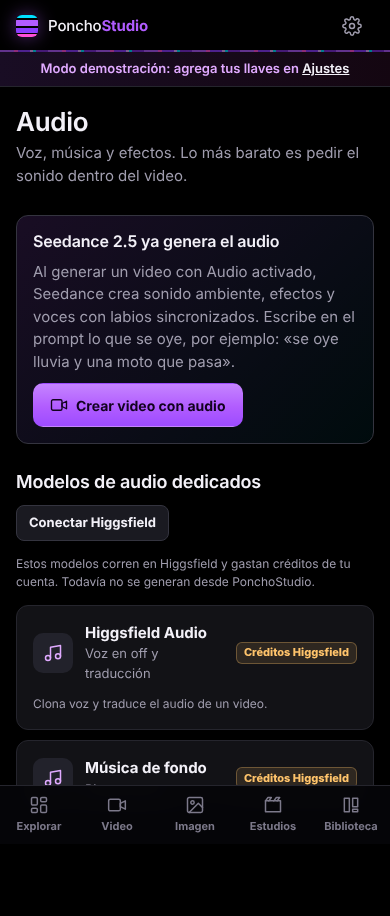 PonchoStudio
Modo demostración: agrega tus llaves en Ajustes
Audio
Voz, música y efectos. Lo más barato es pedir el
sonido dentro del video.
Seedance 2.5 ya genera el audio
Al generar un video con Audio activado,
Seedance crea sonido ambiente, efectos y
voces con labios sincronizados. Escribe en el
prompt lo que se oye, por ejemplo: «se oye
lluvia y una moto que pasa».
Crear video con audio
Modelos de audio dedicados
Conectar Higgsfield
Estos modelos corren en Higgsfield y gastan créditos de tu
cuenta. Todavía no se generan desde PonchoStudio.
Higgsfield Audio
Voz en off y
traducción
Créditos Higgsfield
Clona voz y traduce el audio de un video.
Música de fondo
Créditos Higgsfield
Explorar
Video
Imagen
Estudios
Biblioteca